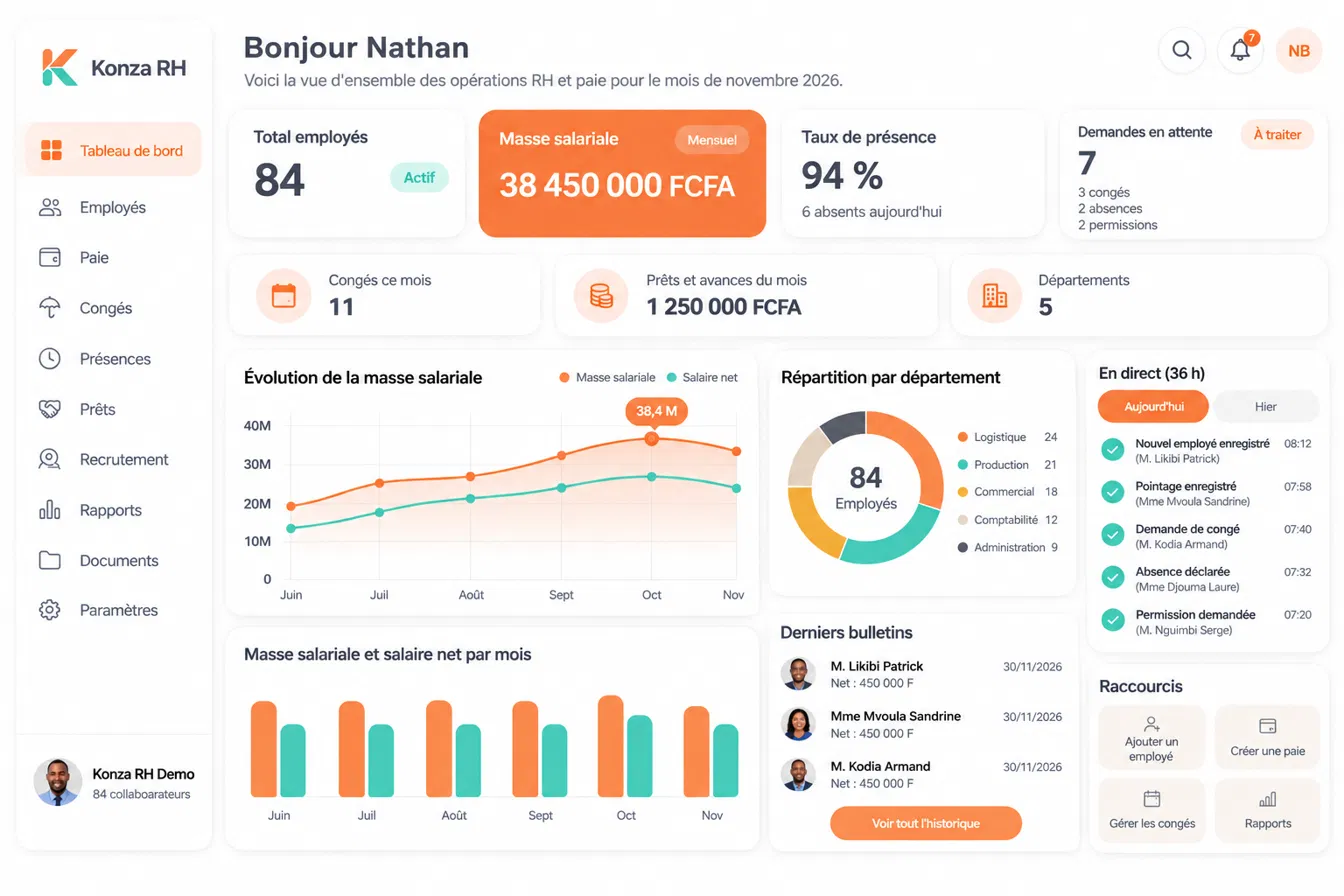 Konza RH
Tableau de bord
Employés
Paie
Congés
Présences
Prêts
Recrutement
Rapports
Documents
Paramètres
Konza RH Demo
84 collaboarateurs
Bonjour Nathan
Voici la vue d'ensemble des opérations RH et paie pour le mois de novembre 2026.
7
NB
Total employés
84
Actif
Masse salariale
Mensuel
38 450 000 FCFA
Taux de présence
94 %
6 absents aujourd'hui
Demandes en attente
À traiter
7
3 congés
2 absences
2 permissions
Congés ce mois
11
Prêts et avances du mois
1 250 000 FCFA
Départements
5
Évolution de la masse salariale
Masse salariale
Salaire net
38,4 M
40M
30M
20M
10M
0
Juin
Juil
Août
Sept
Oct
Nov
Répartition par département
84
Employés
Logistique 24
Production 21
Commercial 18
Comptabilité 12
Administration 9
En direct (36 h)
Aujourd'hui
Hier
Nouvel employé enregistré 08:12
(M. Likibi Patrick)
Pointage enregistré 07:58
(Mme Mvoula Sandrine)
Demande de congé 07:40
(M. Kodia Armand)
Absence déclarée 07:32
(Mme Djouma Laure)
Permission demandée 07:20
(M. Nguimbi Serge)
Masse salariale et salaire net par mois
Juin
Juil
Août
Sept
Oct
Nov
Derniers bulletins
M. Likibi Patrick 30/11/2026
Net : 450 000 F
Mme Mvoula Sandrine 30/11/2026
Net : 450 000 F
M. Kodia Armand 30/11/2026
Net : 450 000 F
Voir tout l'historique
Raccourcis
Ajouter un
employé
Créer une paie
Gérer les congés
Rapports